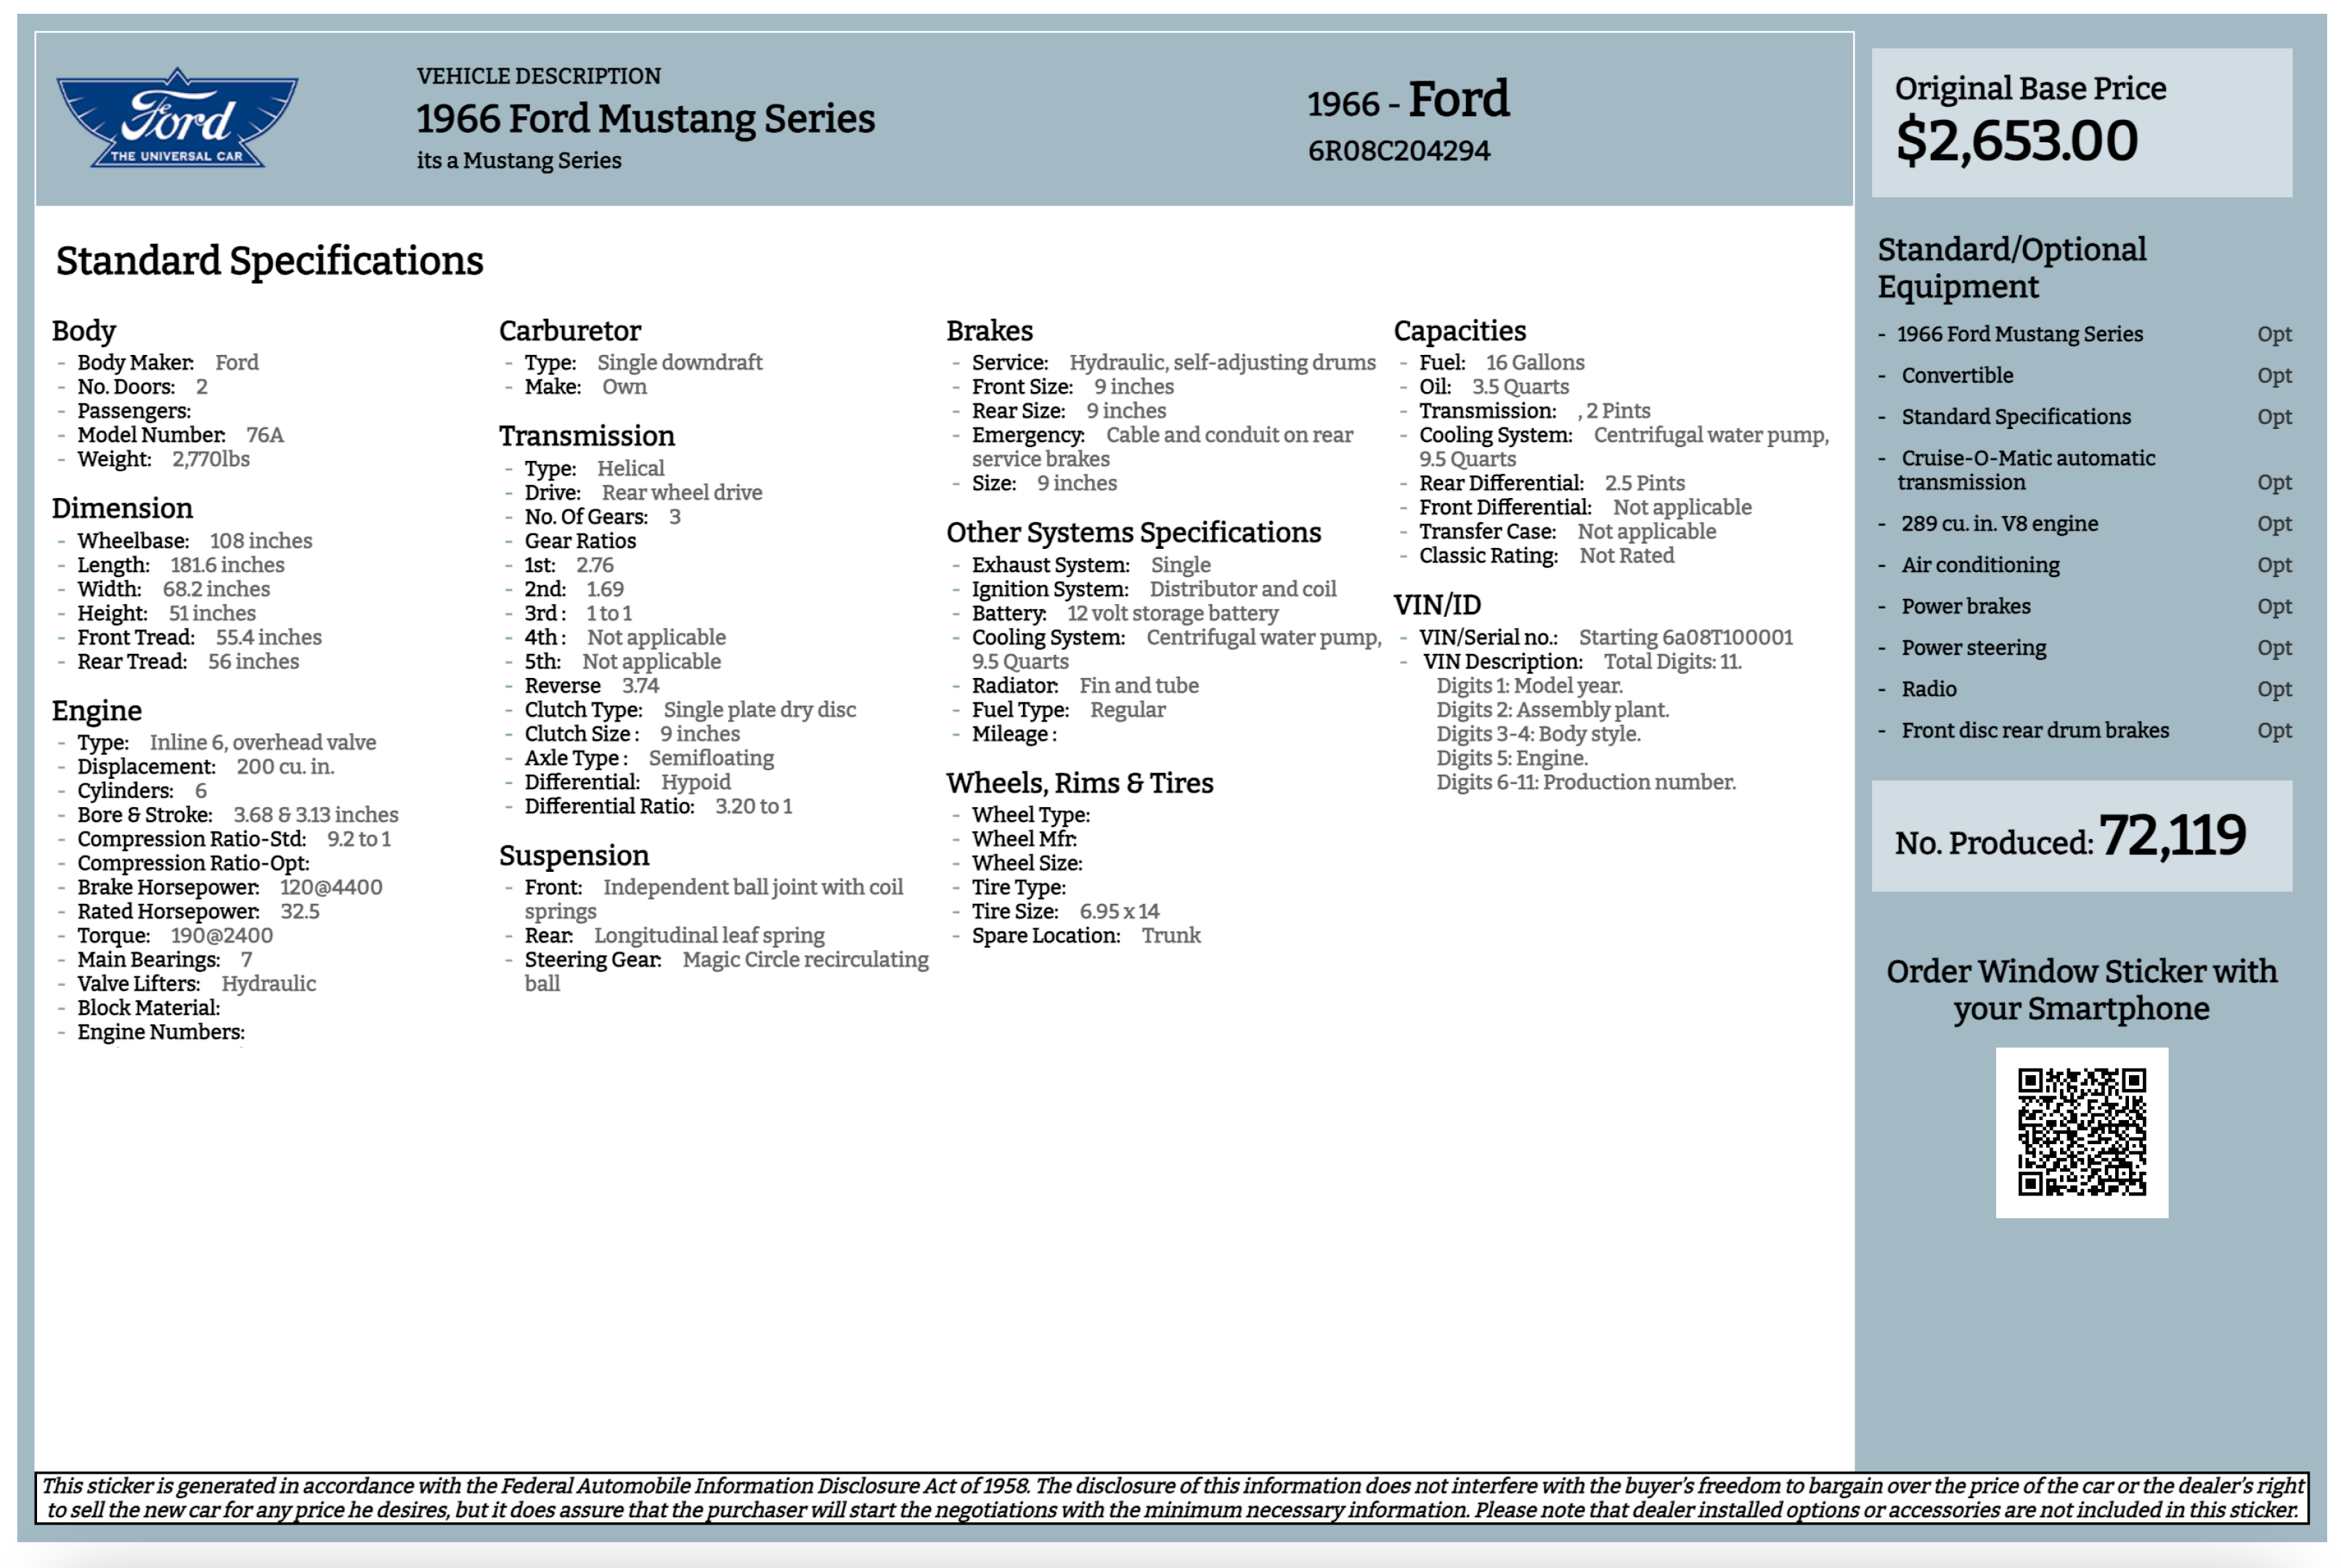 Ford
THE UNIVERSAL CAR
VEHICLE DESCRIPTION
1966 Ford Mustang Series
its a Mustang Series
1966 - Ford
6R08C204294
Original Base Price
$2,653.00
Standard Specifications
Body
- Body Maker: Ford
- No. Doors: 2
- Passengers:
- Model Number: 76A
- Weight: 2,770lbs
Dimension
- Wheelbase: 108 inches
- Length: 181.6 inches
- Width: 68.2 inches
- Height: 51 inches
- Front Tread: 55.4 inches
- Rear Tread: 56 inches
Engine
- Type: Inline 6, overhead valve
- Displacement: 200 cu. in.
- Cylinders: 6
- Bore & Stroke: 3.68 & 3.13 inches
- Compression Ratio-Std: 9.2 to 1
- Compression Ratio-Opt:
- Brake Horsepower: 120@4400
- Rated Horsepower: 32.5
- Torque: 190@2400
- Main Bearings: 7
- Valve Lifters: Hydraulic
- Block Material:
- Engine Numbers:
Carburetor
- Type: Single downdraft
- Make: Own
Transmission
- Type: Helical
- Drive: Rear wheel drive
- No. Of Gears: 3
- Gear Ratios
- 1st: 2.76
- 2nd: 1.69
- 3rd : 1 to 1
- 4th : Not applicable
- 5th: Not applicable
- Reverse 3.74
- Clutch Type: Single plate dry disc
- Clutch Size : 9 inches
- Axle Type : Semifloating
- Differential: Hypoid
- Differential Ratio: 3.20 to 1
Suspension
- Front: Independent ball joint with coil
springs
- Rear: Longitudinal leaf spring
- Steering Gear: Magic Circle recirculating
ball
Brakes
- Service: Hydraulic, self-adjusting drums
- Front Size: 9 inches
- Rear Size: 9 inches
- Emergency: Cable and conduit on rear
service brakes
- Size: 9 inches
Other Systems Specifications
- Exhaust System: Single
- Ignition System: Distributor and coil
- Battery: 12 volt storage battery
- Cooling System: Centrifugal water pump,
9.5 Quarts
- Radiator: Fin and tube
- Fuel Type: Regular
- Mileage :
Wheels, Rims & Tires
- Wheel Type:
- Wheel Mfr:
- Wheel Size:
- Tire Type:
- Tire Size: 6.95 x 14
- Spare Location: Trunk
Capacities
- Fuel: 16 Gallons
- Oil: 3.5 Quarts
- Transmission: , 2 Pints
- Cooling System: Centrifugal water pump,
9.5 Quarts
- Rear Differential: 2.5 Pints
- Front Differential: Not applicable
- Transfer Case: Not applicable
- Classic Rating: Not Rated
VIN/ID
- VIN/Serial no.: Starting 6a08T100001
- VIN Description: Total Digits: 11.
Digits 1: Model year.
Digits 2: Assembly plant.
Digits 3-4: Body style.
Digits 5: Engine.
Digits 6-11: Production number.
Standard/Optional
Equipment
- 1966 Ford Mustang Series Opt
- Convertible Opt
- Standard Specifications Opt
- Cruise-O-Matic automatic
transmission Opt
- 289 cu. in. V8 engine Opt
- Air conditioning Opt
- Power brakes Opt
- Power steering Opt
- Radio Opt
- Front disc rear drum brakes Opt
No. Produced: 72,119
Order Window Sticker with
your Smartphone
This sticker is generated in accordance with the Federal Automobile Information Disclosure Act of 1958. The disclosure of this information does not interfere with the buyer's freedom to bargain over the price of the car or the dealer's right
to sell the new car for any price he desires, but it does assure that the purchaser will start the negotiations with the minimum necessary information. Please note that dealer installed options or accessories are not included in this sticker.